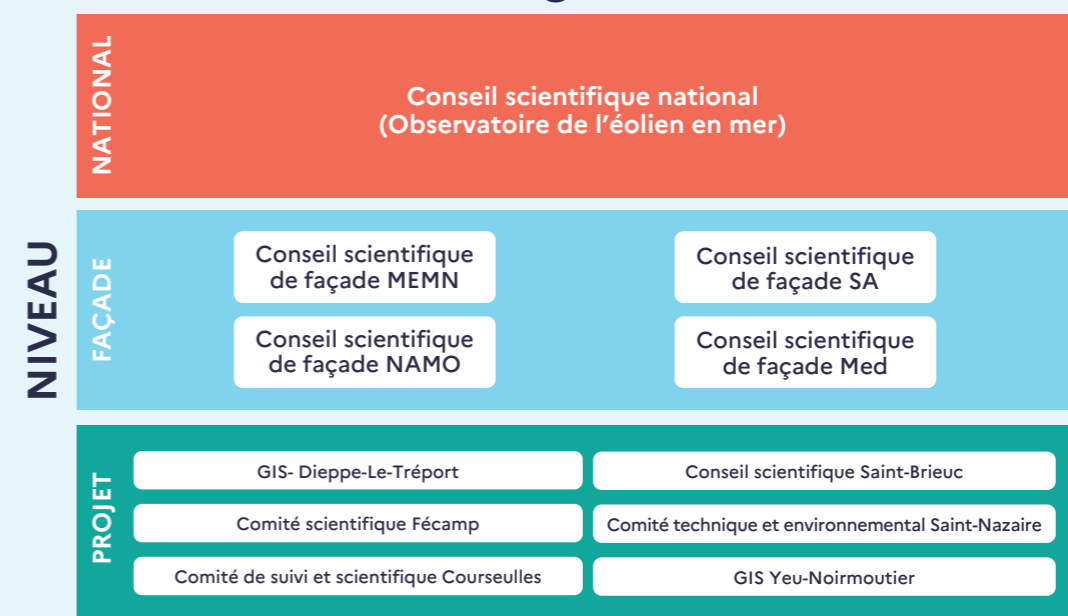 NIVEAU
NATIONAL
Conseil scientifique national
(Observatoire de l'éolien en mer)
FAÇADE
Conseil scientifique
de façade MEMN
Conseil scientifique
de façade SA
Conseil scientifique
de façade NAMO
Conseil scientifique
de façade Med
PROJET
GIS- Dieppe-Le-Tréport
Conseil scientifique Saint-Brieuc
Comité scientifique Fécamp
Comité technique et environnemental Saint-Nazaire
Comité de suivi et scientifique Courseulles
GIS Yeu-Noirmoutier